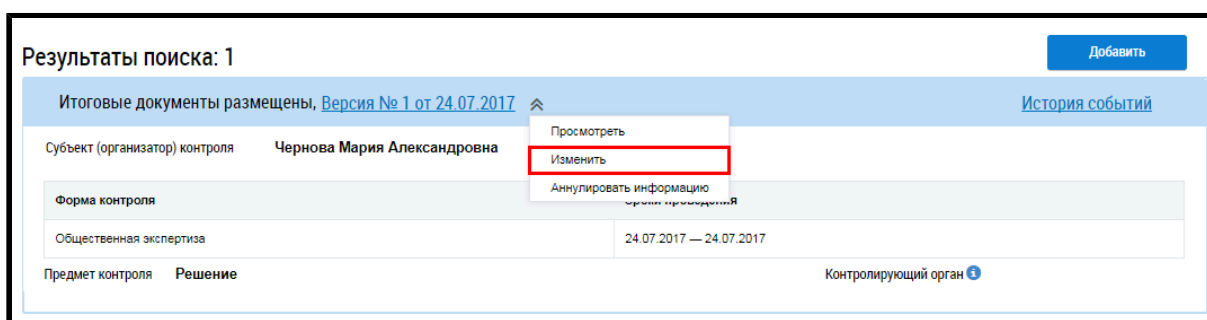 Результаты поиска: 1
Добавить
Итоговые документы размещены, Версия № 1 от 24.07.2017
История событий
Просмотреть
Субъект (организатор) контроля Чернова Мария Александровна
Изменить
Аннулировать информацию
Форма контроля
Сроки проведения
Общественная экспертиза
24.07.2017 — 24.07.2017
Предмет контроля Решение
Контролирующий орган